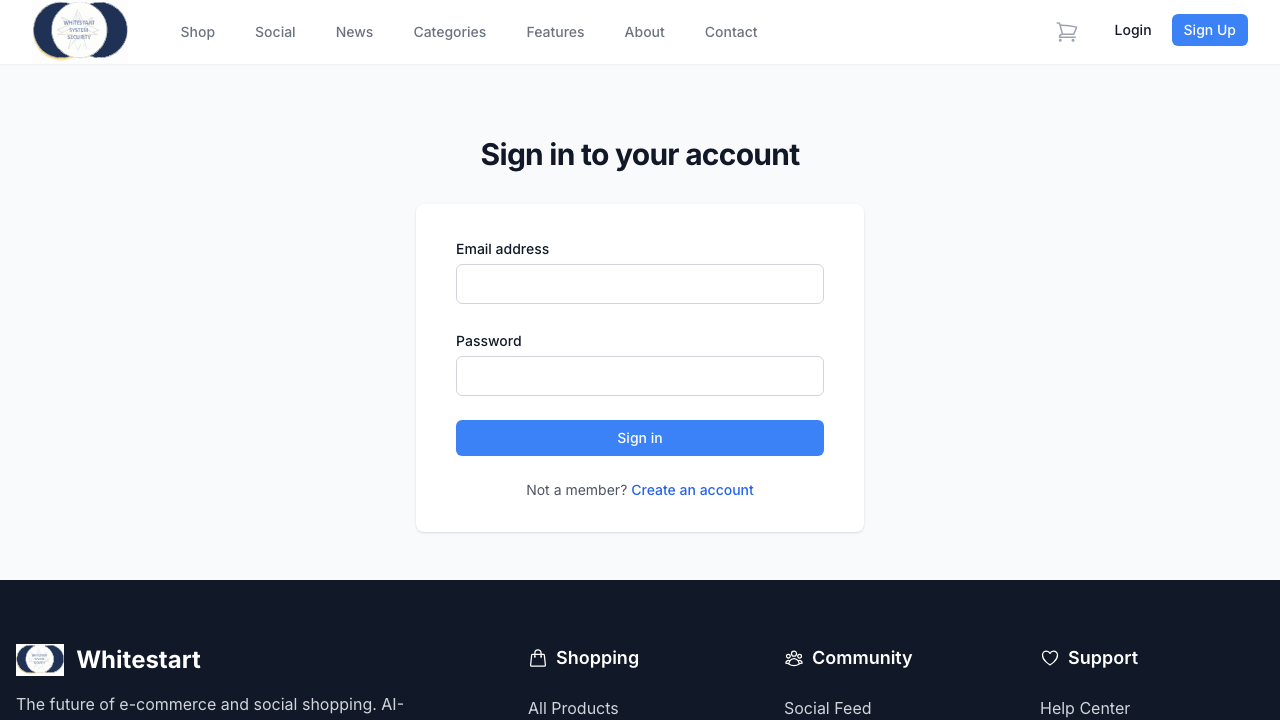 WHITESTART
SYSTEM
SECURITY
Shop
Social
News
Categories
Features
About
Contact
Login
Sign Up
Sign in to your account
Email address
Password
Sign in
Not a member? Create an account
Whitestart
Shopping
Community
Support
The future of e-commerce and social shopping. AI-
All Products
Social Feed
Help Center